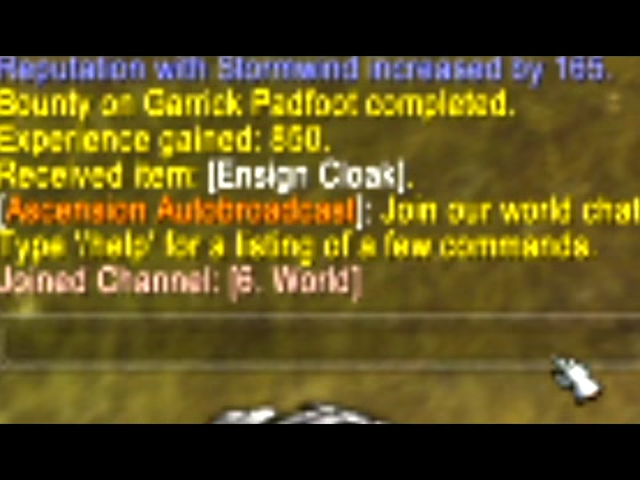 Reputation with Stormwind increased by 165.
Bounty on Garrick Padfoot completed.
Experience gained: 850.
Received item: [Ensign Cloak].
[Ascension Autobroadcast]: Join our world chat
Type '/help' for a listing of a few commands.
Joined Channel: [6. World]